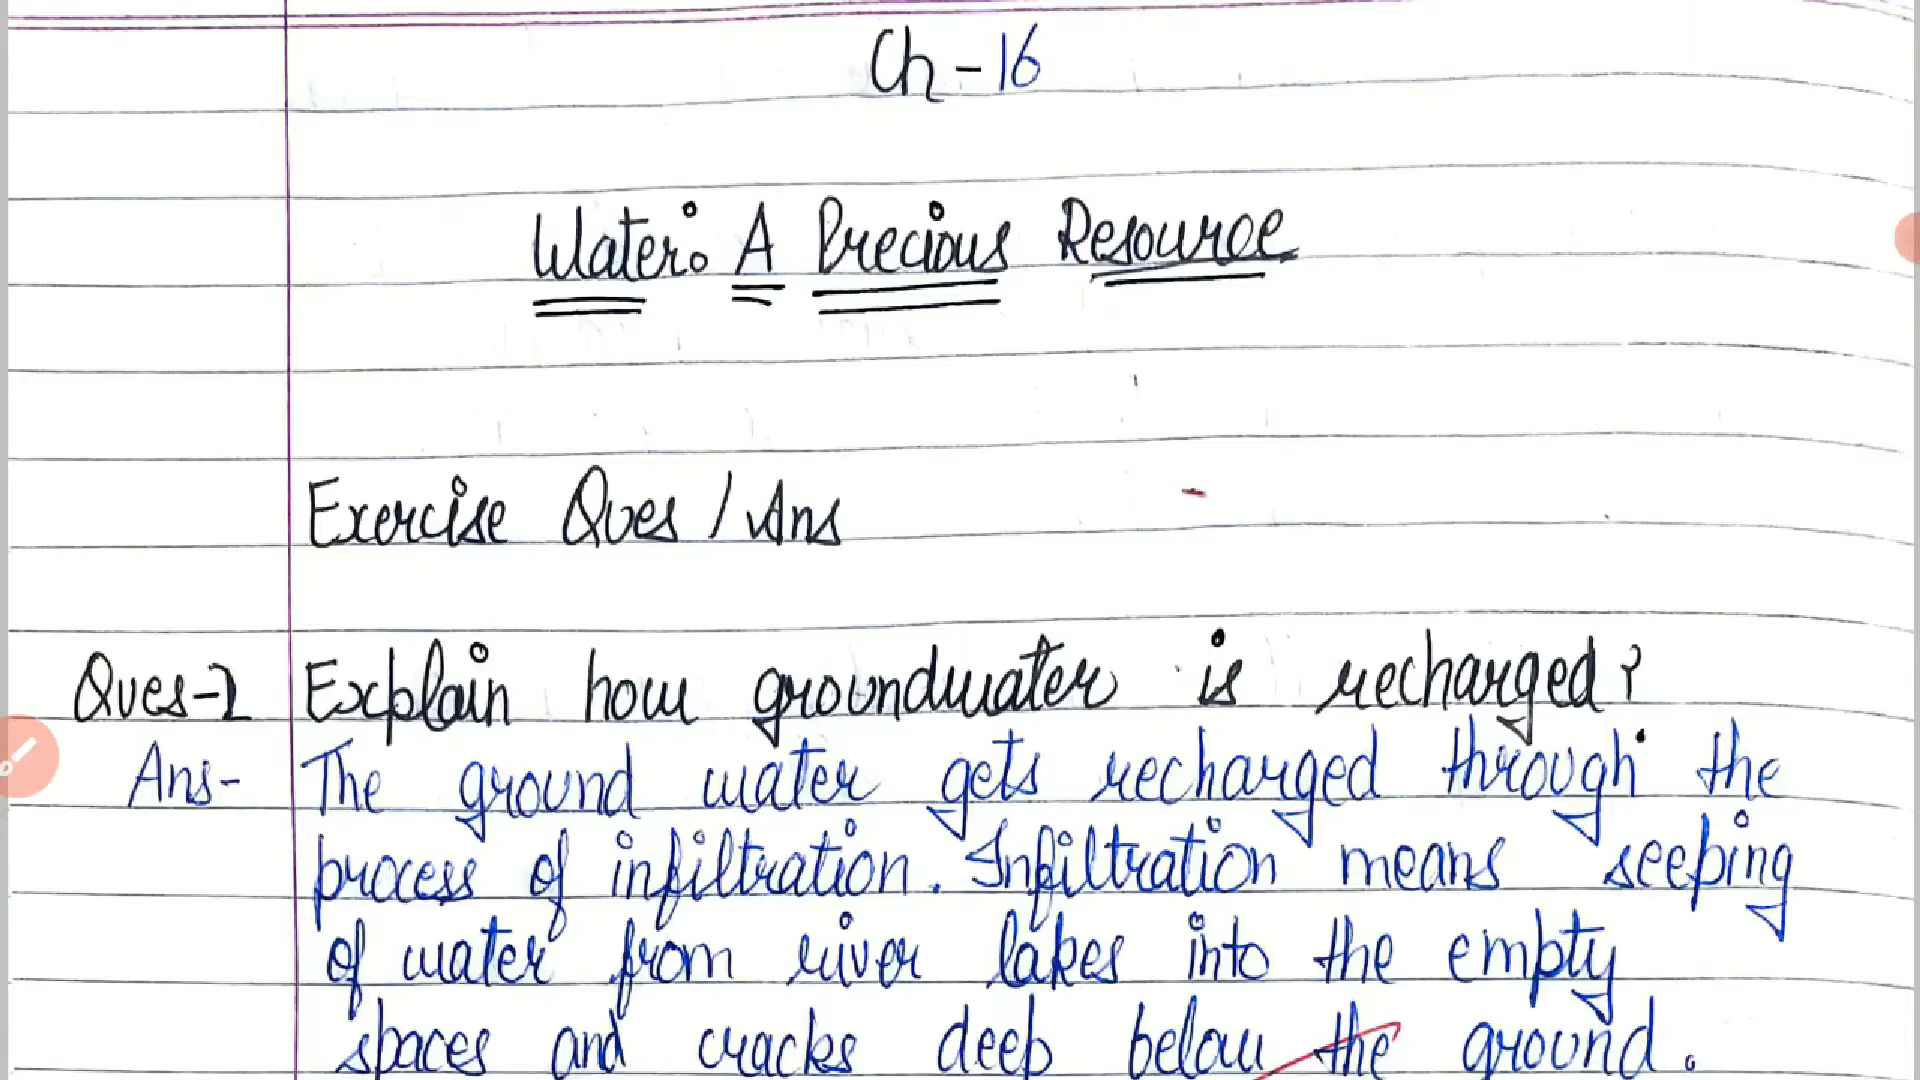 Ch - 16
Water: A Precious Resource
Exercise Ques / Ans
Ques-2 Explain how groundwater is recharged?
Ans- The ground water gets recharged through the
process of infiltration. Infiltration means seeping
of water from river lakes into the empty
spaces and cracks deep below the ground.